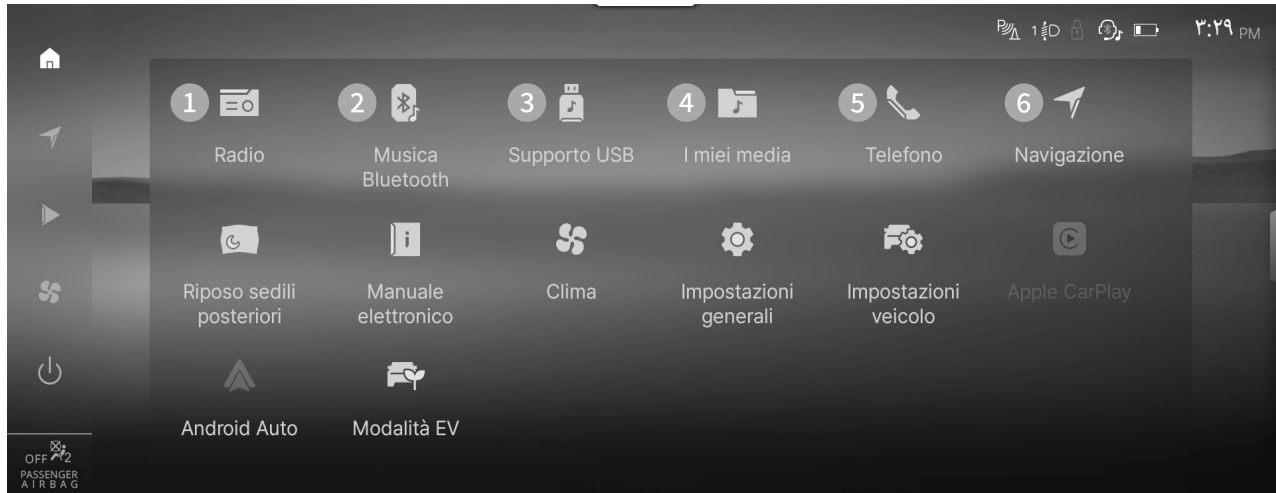 1 ٣:٢٩ PM
1 2 3 4 5 6
Radio Musica Bluetooth Supporto USB I miei media Telefono Navigazione
Riposo sedili posteriori Manuale elettronico Clima Impostazioni generali Impostazioni veicolo Apple CarPlay
Android Auto Modalità EV
OFF 2
PASSENGER
AIRBAG